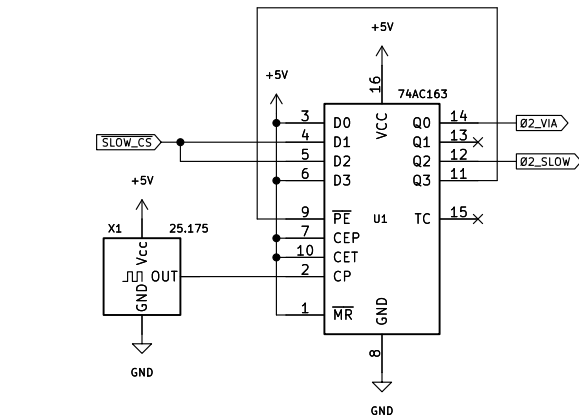 +5V
+5V
16
74AC163
VCC
3 D0 Q0 14 Ø2_VIA
SLOW_CS 4 D1 Q1 13
5 D2 Q2 12 Ø2_SLOW
6 D3 Q3 11
+5V
9 PE U1 TC 15
X1 25.175
7 CEP
10 CET
Vcc
OUT 2 CP
GND
1 MR
GND
8
GND
GND